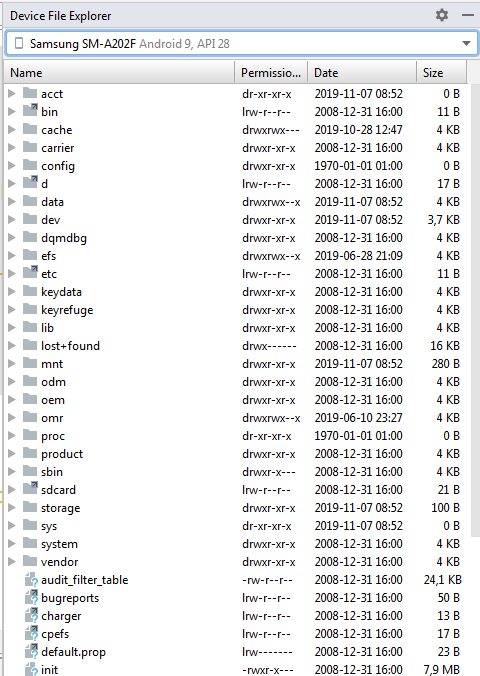 Device File Explorer
Samsung SM-A202F Android 9, API 28
Name Permissio... Date Size
acct dr-xr-xr-x 2019-11-07 08:52 0 B
bin lrw-r--r-- 2008-12-31 16:00 11 B
cache drwxrwx--- 2019-10-28 12:47 4 KB
carrier drwxr-xr-x 2008-12-31 16:00 4 KB
config drwxr-xr-x 1970-01-01 01:00 0 B
d lrw-r--r-- 2008-12-31 16:00 17 B
data drwxrwx--x 2019-11-07 08:52 4 KB
dev drwxr-xr-x 2019-11-07 08:52 3,7 KB
dqmdbg drwxr-xr-x 2008-12-31 16:00 4 KB
efs drwxrwx--x 2019-06-28 21:09 4 KB
etc lrw-r--r-- 2008-12-31 16:00 11 B
keydata drwxr-xr-x 2008-12-31 16:00 4 KB
keyrefuge drwxr-xr-x 2008-12-31 16:00 4 KB
lib drwxr-xr-x 2008-12-31 16:00 4 KB
lost+found drwx------ 2008-12-31 16:00 16 KB
mnt drwxr-xr-x 2019-11-07 08:52 280 B
odm drwxr-xr-x 2008-12-31 16:00 4 KB
oem drwxr-xr-x 2008-12-31 16:00 4 KB
omr drwxrwx--x 2019-06-10 23:27 4 KB
proc dr-xr-xr-x 1970-01-01 01:00 0 B
product drwxr-xr-x 2008-12-31 16:00 4 KB
sbin drwxr-x--- 2008-12-31 16:00 4 KB
sdcard lrw-r--r-- 2008-12-31 16:00 21 B
storage drwxr-xr-x 2019-11-07 08:52 100 B
sys dr-xr-xr-x 2019-11-07 08:52 0 B
system drwxr-xr-x 2008-12-31 16:00 4 KB
vendor drwxr-xr-x 2008-12-31 16:00 4 KB
audit_filter_table -rw-r--r-- 2008-12-31 16:00 24,1 KB
bugreports lrw-r--r-- 2008-12-31 16:00 50 B
charger lrw-r--r-- 2008-12-31 16:00 13 B
cpefs lrw-r--r-- 2008-12-31 16:00 17 B
default.prop lrw------- 2008-12-31 16:00 23 B
init -rwxr-x--- 2008-12-31 16:00 7,9 MB